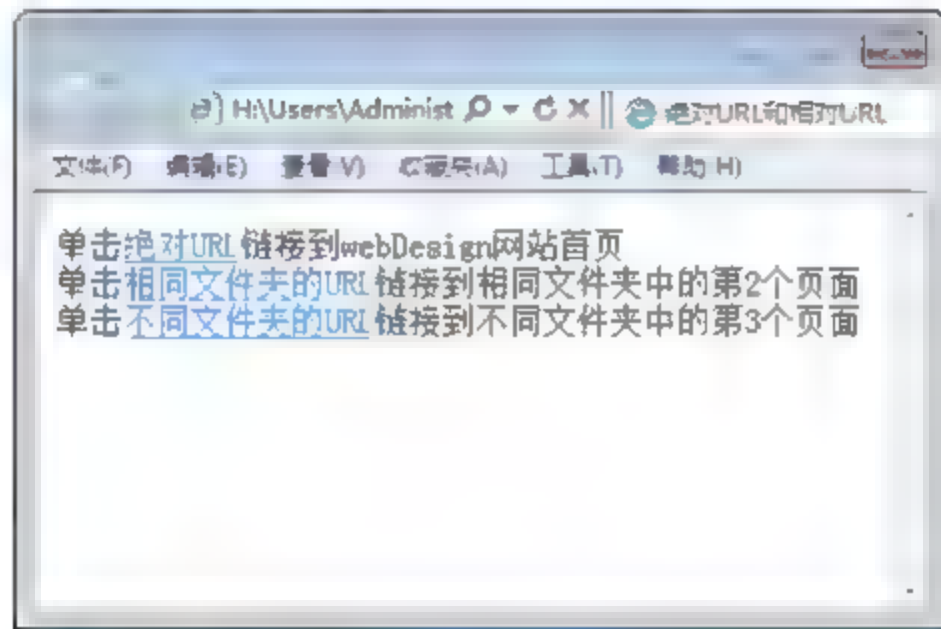 H:\Users\Administ 绝对URL和相对URL
文件(F) 编辑(E) 查看(V) 收藏夹(A) 工具(T) 帮助(H)
单击绝对URL链接到webDesign网站首页
单击相同文件夹的URL链接到相同文件夹中的第2个页面
单击不同文件夹的URL链接到不同文件夹中的第3个页面